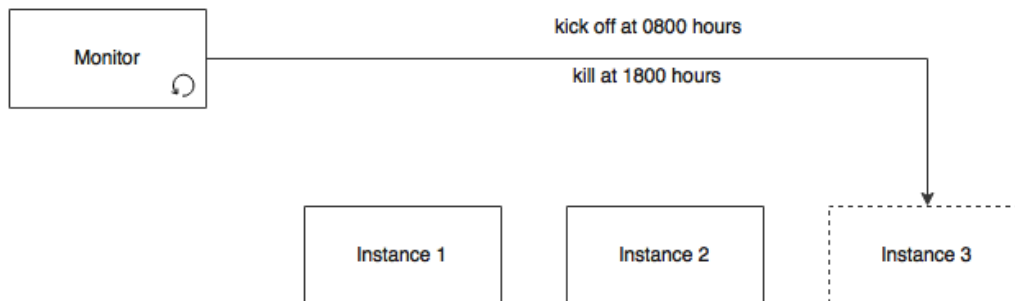 kick off at 0800 hours
Monitor
kill at 1800 hours
Instance 1
Instance 2
Instance 3